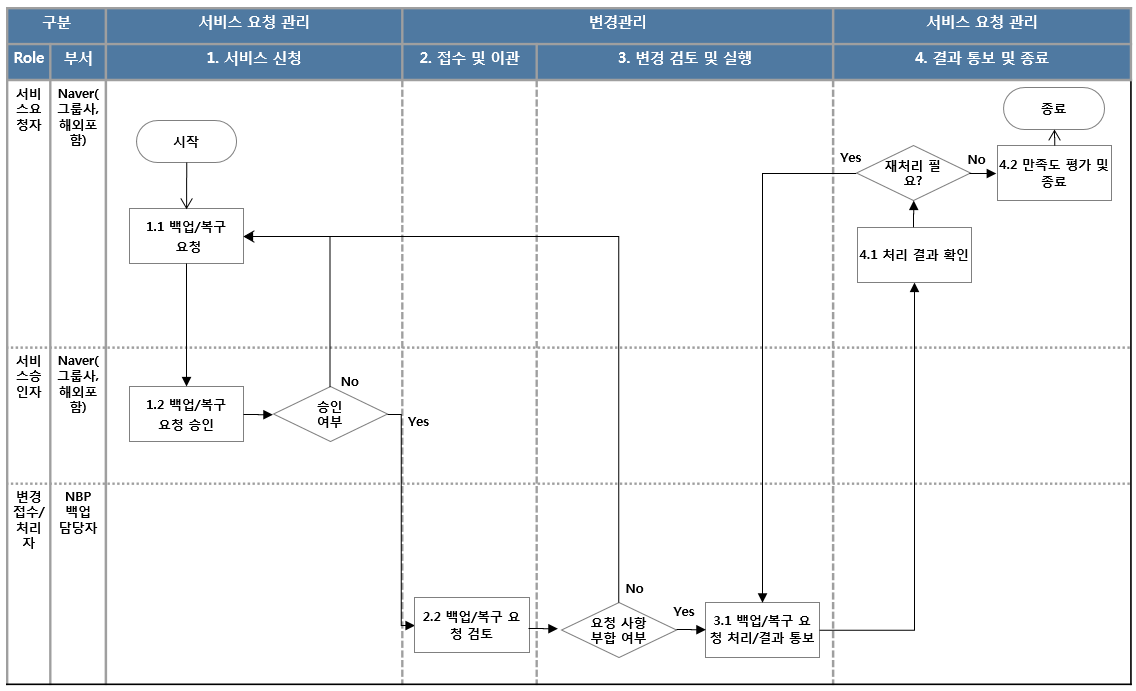 구분
서비스 요청 관리
변경관리
서비스 요청 관리
Role
부서
1. 서비스 신청
2. 접수 및 이관
3. 변경 검토 및 실행
4. 결과 통보 및 종료
서비
스요
청자
Naver(
그룹사,
해외포
함)
시작
1.1 백업/복구
요청
종료
Yes
재처리 필
요?
No
4.2 만족도 평가 및
종료
4.1 처리 결과 확인
서비
스승
인자
Naver(
그룹사,
해외포
함)
1.2 백업/복구
요청 승인
No
승인
여부
Yes
변경
접수/
처리
자
NBP
백업
담당자
2.2 백업/복구 요
청 검토
No
요청 사항
부합 여부
Yes
3.1 백업/복구 요
청 처리/결과 통보